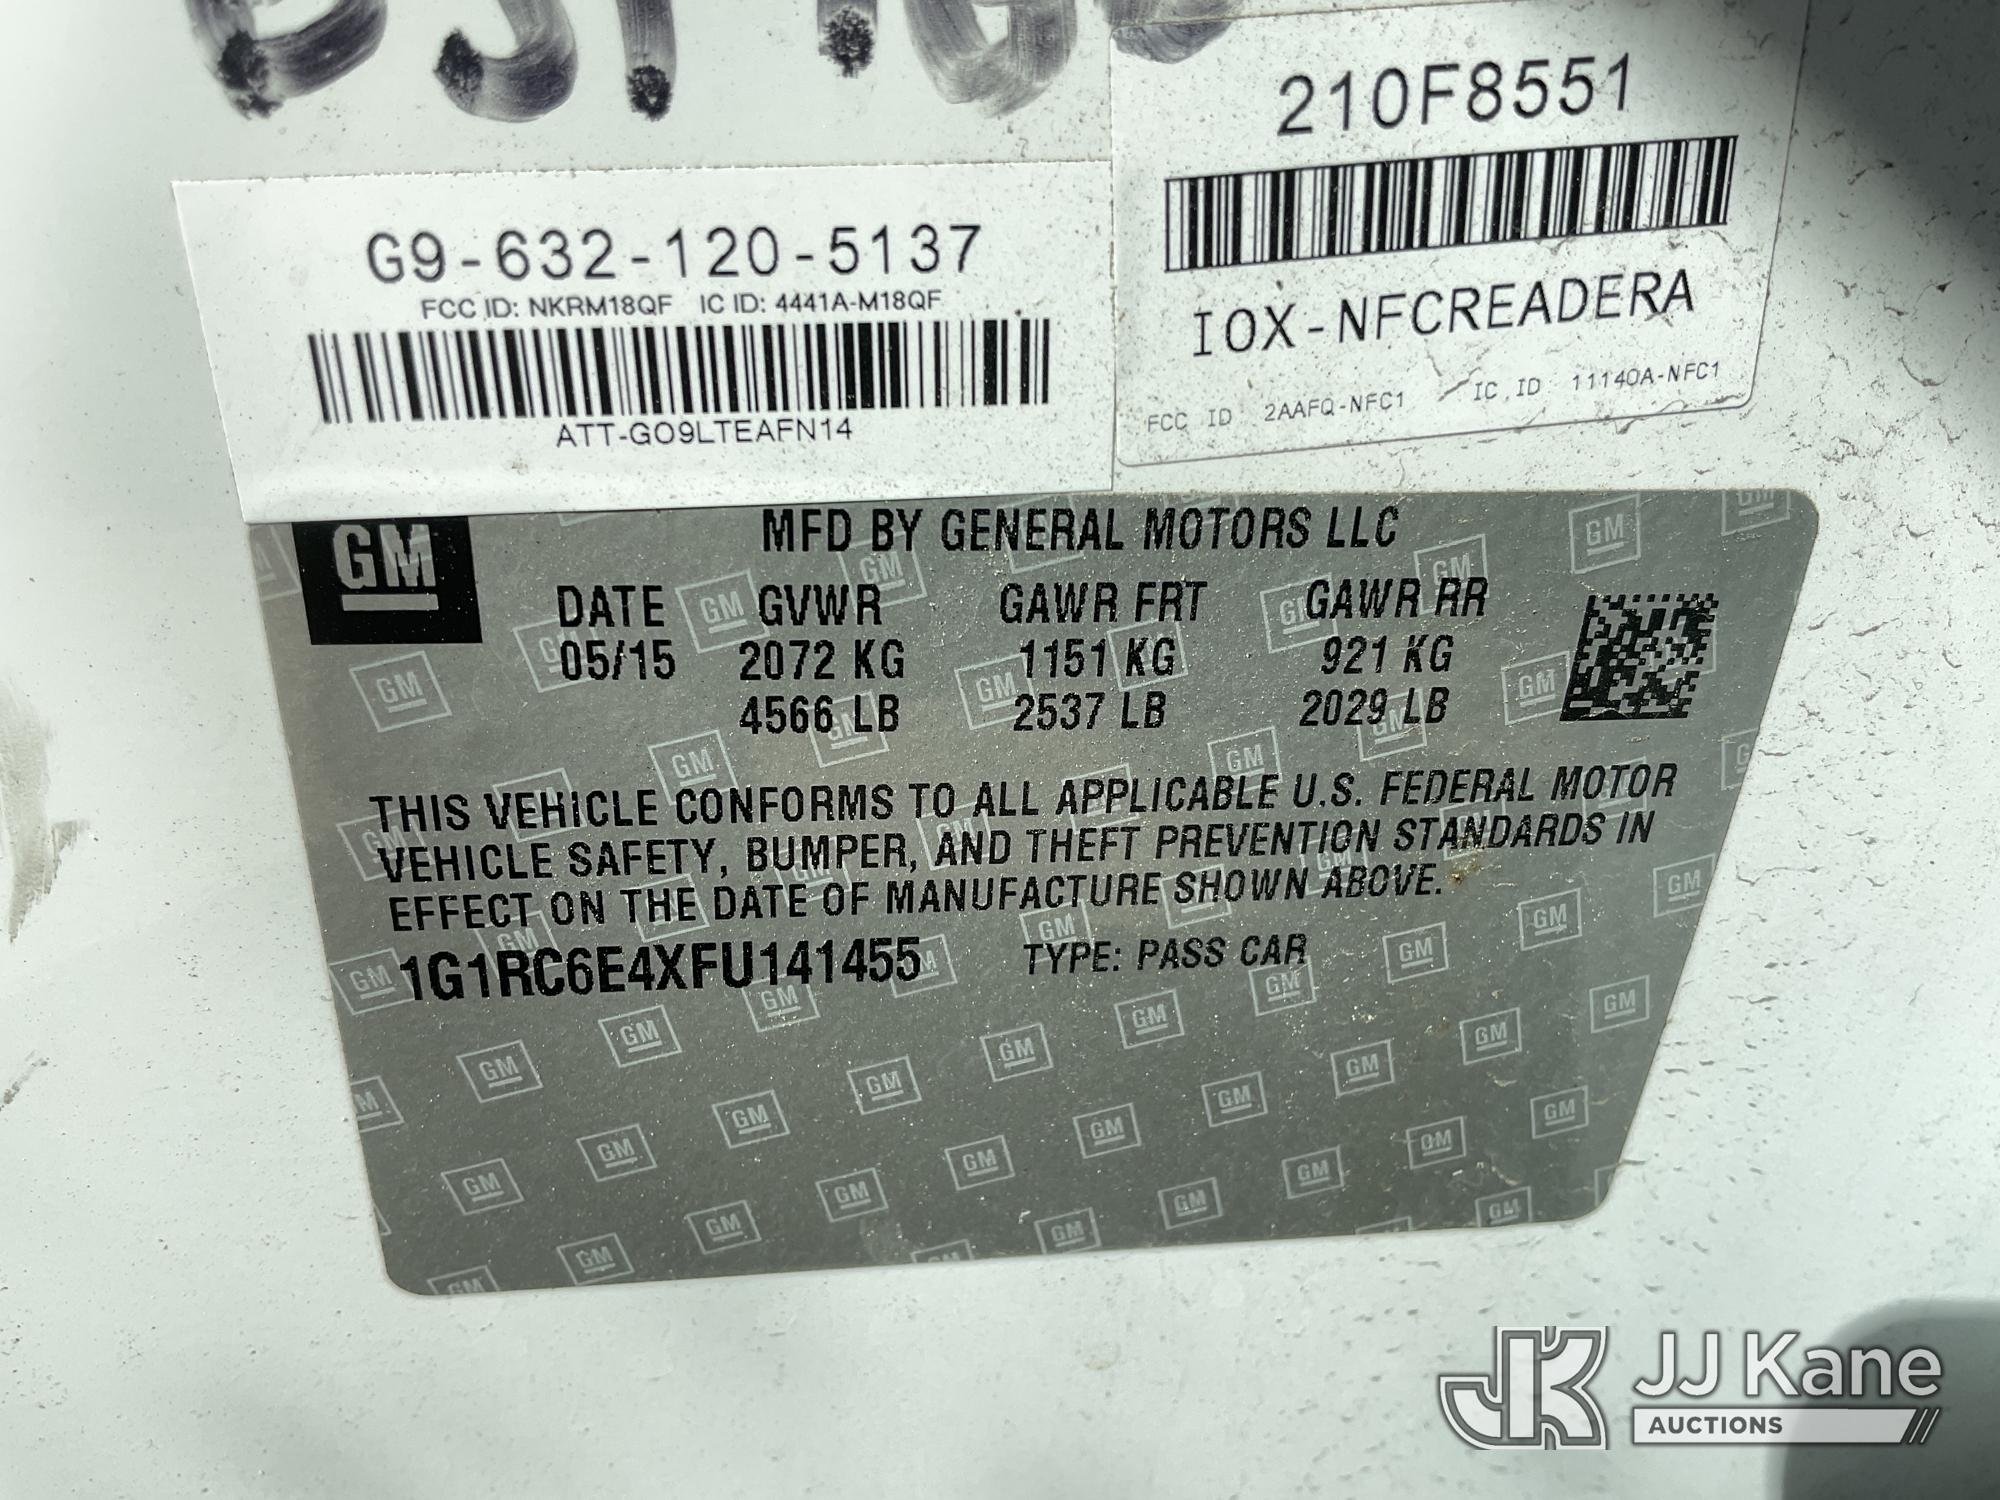 210F8551
IOX-NFCREADERA
FCC ID 2AAFQ-NFC1 IC ID 11140A-NFC1
G9-632-120-5137
FCC ID: NKRM18QF IC ID: 4441A-M18QF
ATT-GO9LTEAFN14
GM
MFD BY GENERAL MOTORS LLC
DATE GVWR GAWR FRT GAWR RR
05/15 2072 KG 1151 KG 921 KG
4566 LB 2537 LB 2029 LB
THIS VEHICLE CONFORMS TO ALL APPLICABLE U.S. FEDERAL MOTOR
VEHICLE SAFETY, BUMPER, AND THEFT PREVENTION STANDARDS IN
EFFECT ON THE DATE OF MANUFACTURE SHOWN ABOVE.
1G1RC6E4XFU141455 TYPE: PASS CAR
JK JJ Kane
AUCTIONS